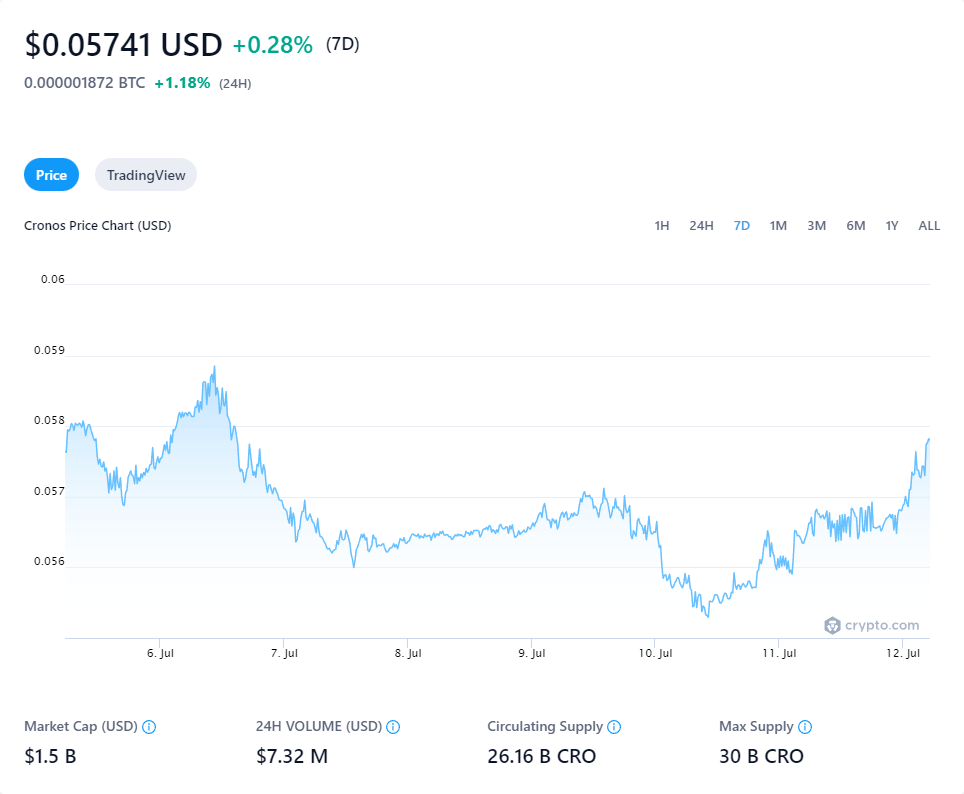 $0.05741 USD +0.28% (7D)
0.000001872 BTC +1.18% (24H)
Price TradingView
Cronos Price Chart (USD) 1H 24H 7D 1M 3M 6M 1Y ALL
0.06
0.059
0.058
0.057
0.056
crypto.com
6. Jul 7. Jul 8. Jul 9. Jul 10. Jul 11. Jul 12. Jul
Market Cap (USD) 24H VOLUME (USD) Circulating Supply Max Supply
$1.5 B $7.32 M 26.16 B CRO 30 B CRO